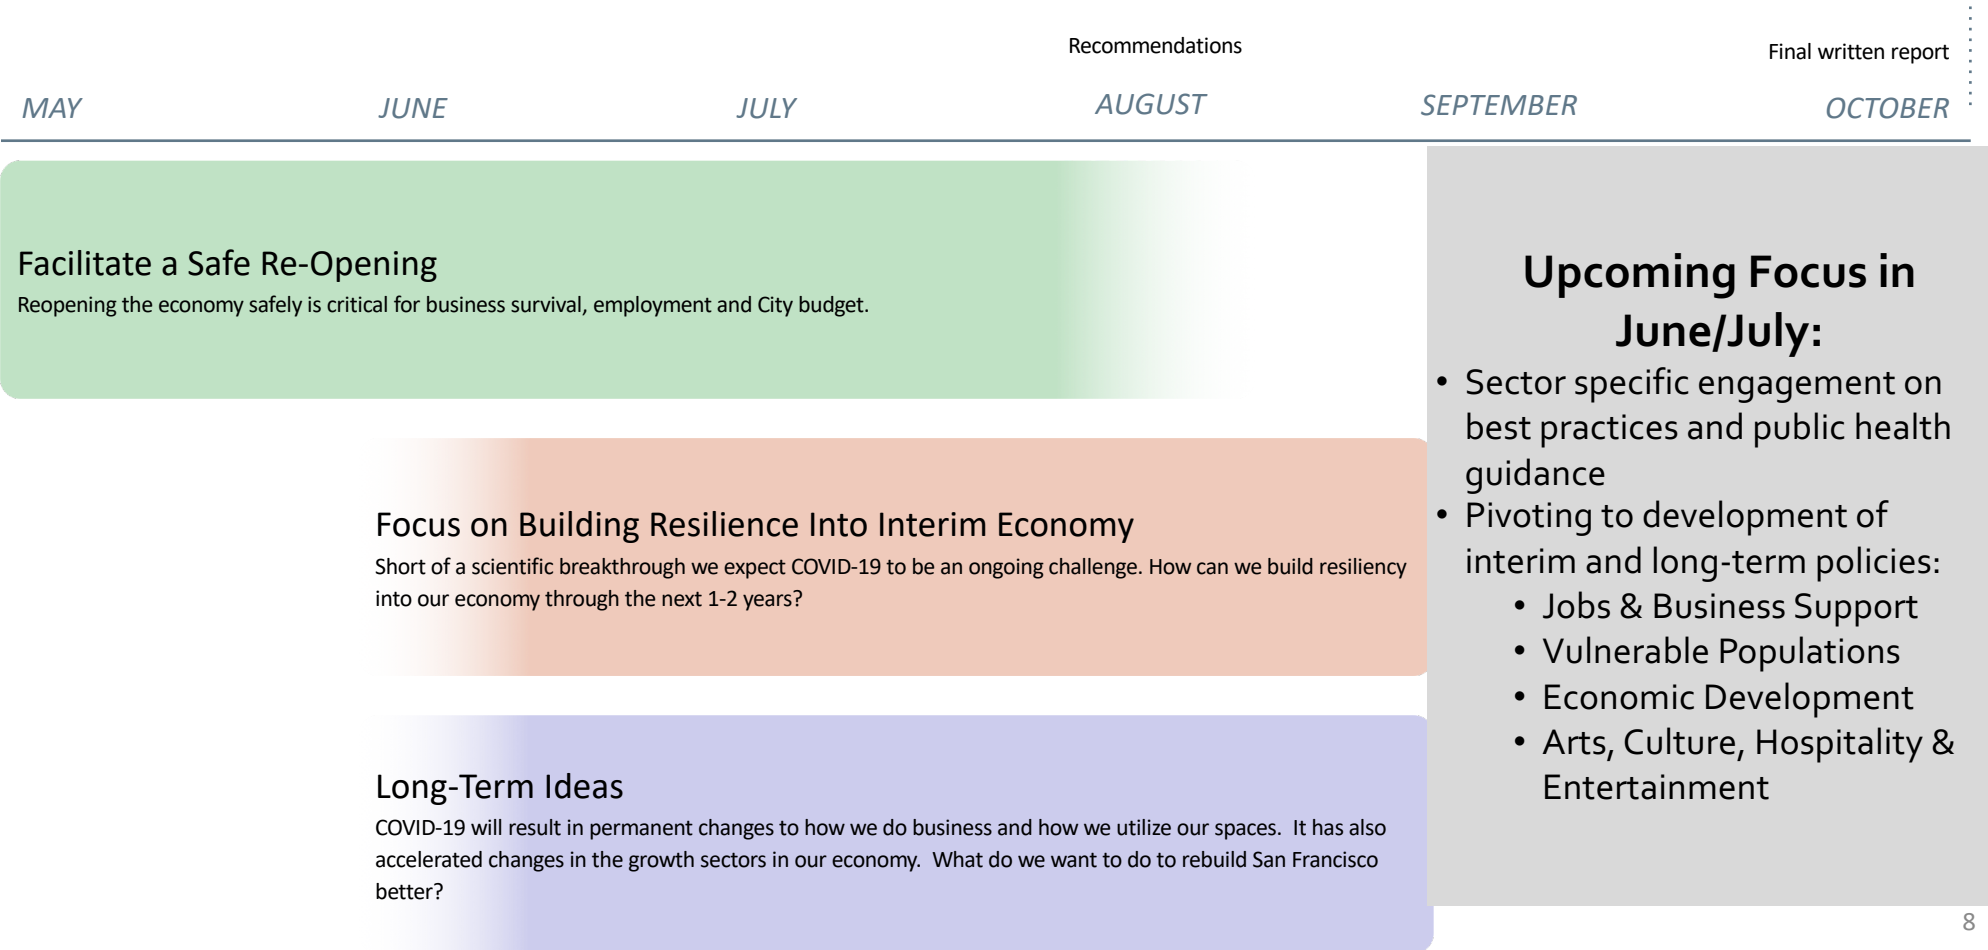 Recommendations
Final written report
MAY
JUNE
JULY
AUGUST
SEPTEMBER
OCTOBER
Facilitate a Safe Re-Opening
Reopening the economy safely is critical for business survival, employment and City budget.
Focus on Building Resilience Into Interim Economy
Short of a scientific breakthrough we expect COVID-19 to be an ongoing challenge. How can we build resiliency
into our economy through the next 1-2 years?
Long-Term Ideas
COVID-19 will result in permanent changes to how we do business and how we utilize our spaces.  It has also
accelerated changes in the growth sectors in our economy.  What do we want to do to rebuild San Francisco
better?
Upcoming Focus in
June/July:
• Sector specific engagement on
best practices and public health
guidance
• Pivoting to development of
interim and long-term policies:
• Jobs & Business Support
• Vulnerable Populations
• Economic Development
• Arts, Culture, Hospitality &
Entertainment
8